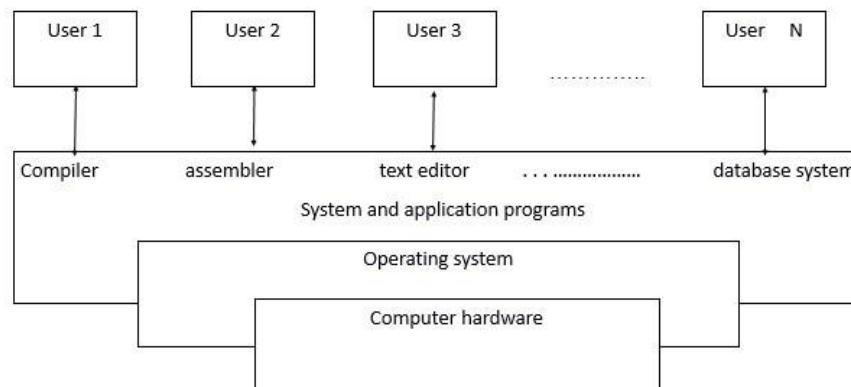 User 1 User 2 User 3 User N
................
Compiler assembler text editor . . .................. database system
System and application programs
Operating system
Computer hardware